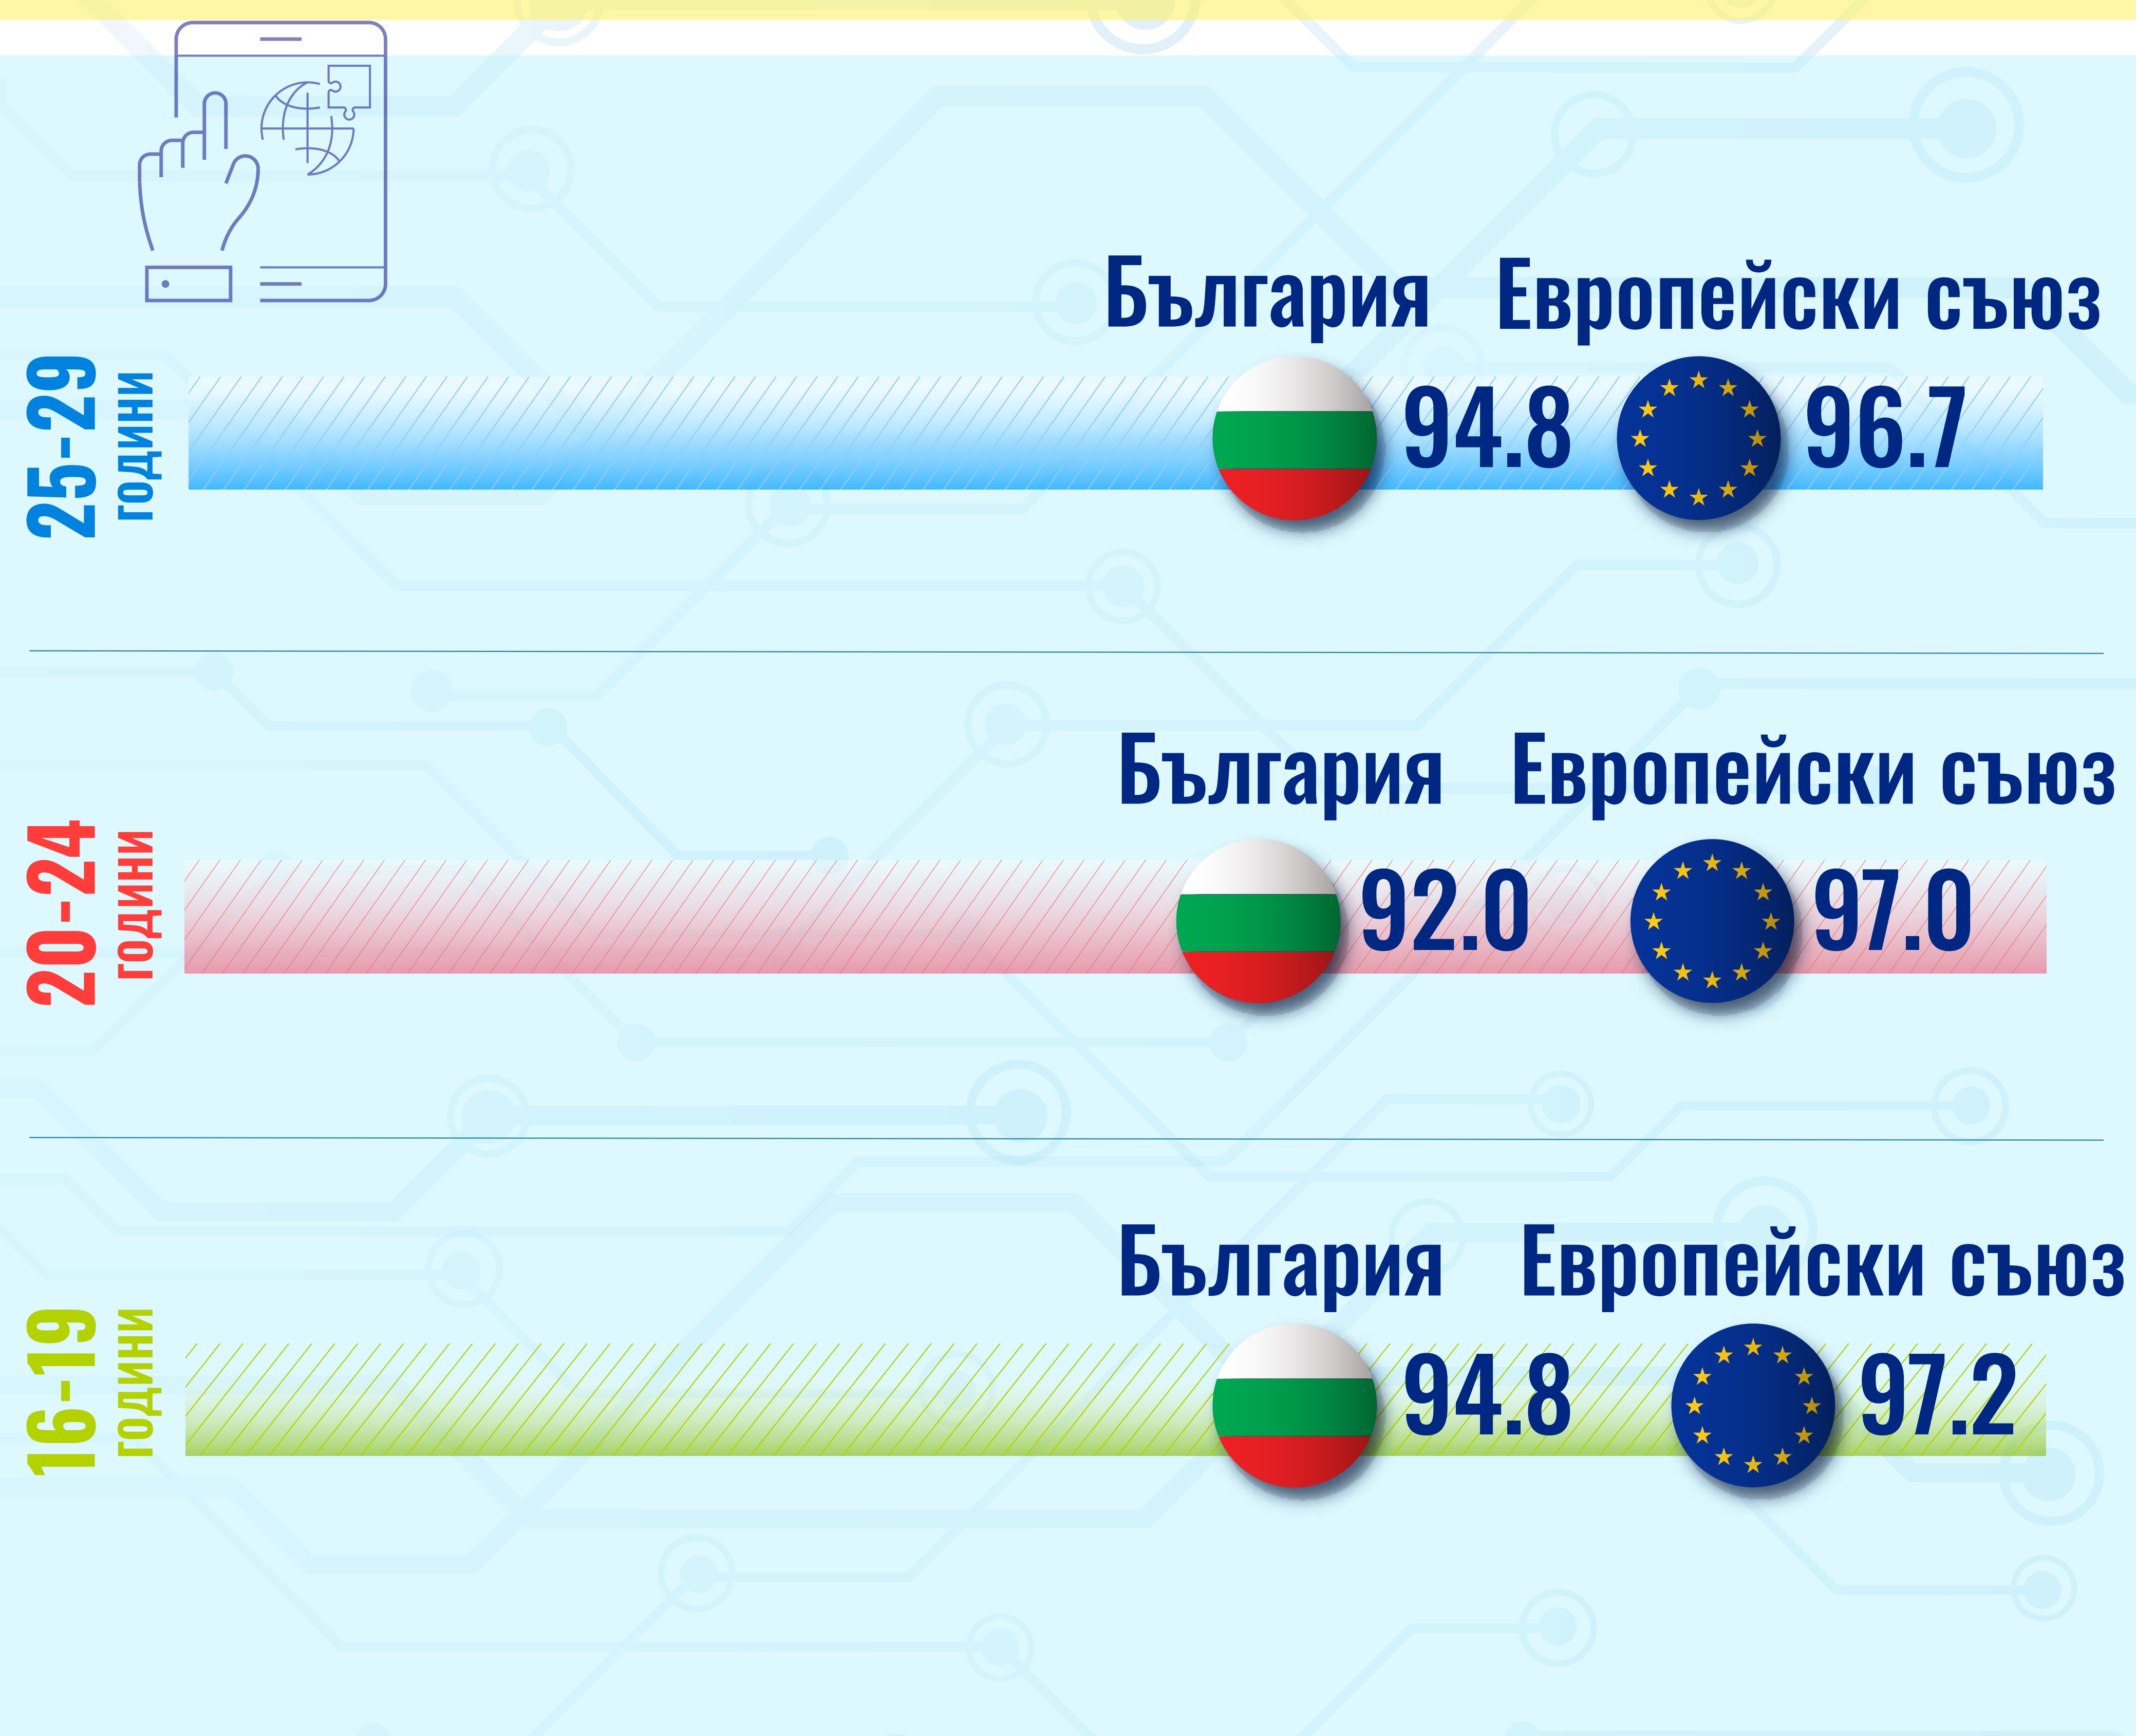 България Европейски съюз
25-29
години
94.8 96.7
България Европейски съюз
20-24
години
92.0 97.0
България Европейски съюз
16-19
години
94.8 97.2